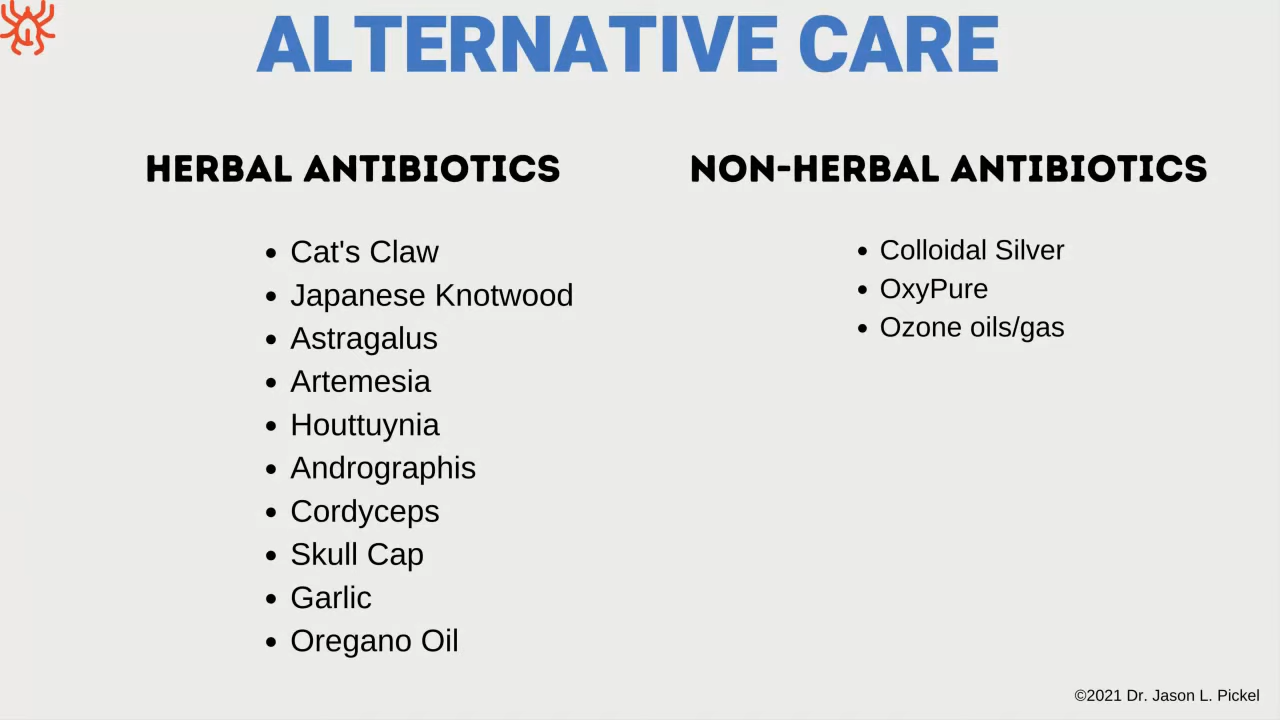 ALTERNATIVE CARE
HERBAL ANTIBIOTICS
Cat's Claw
Japanese Knotwood
Astragalus
Artemesia
Houttuynia
Andrographis
Cordyceps
Skull Cap
Garlic
Oregano Oil
NON-HERBAL ANTIBIOTICS
Colloidal Silver
OxyPure
Ozone oils/gas
©2021 Dr. Jason L. Pickel